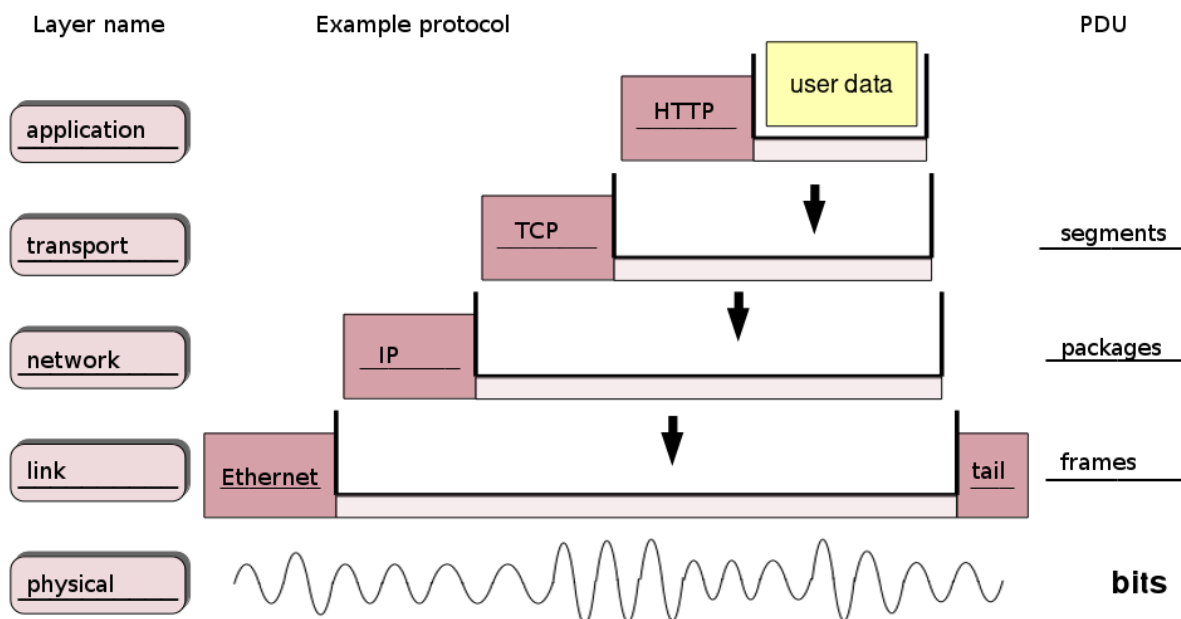 Layer name Example protocol PDU
user data
HTTP
application
TCP
segments
transport
IP
packages
network
Ethernet tail frames
link
physical bits